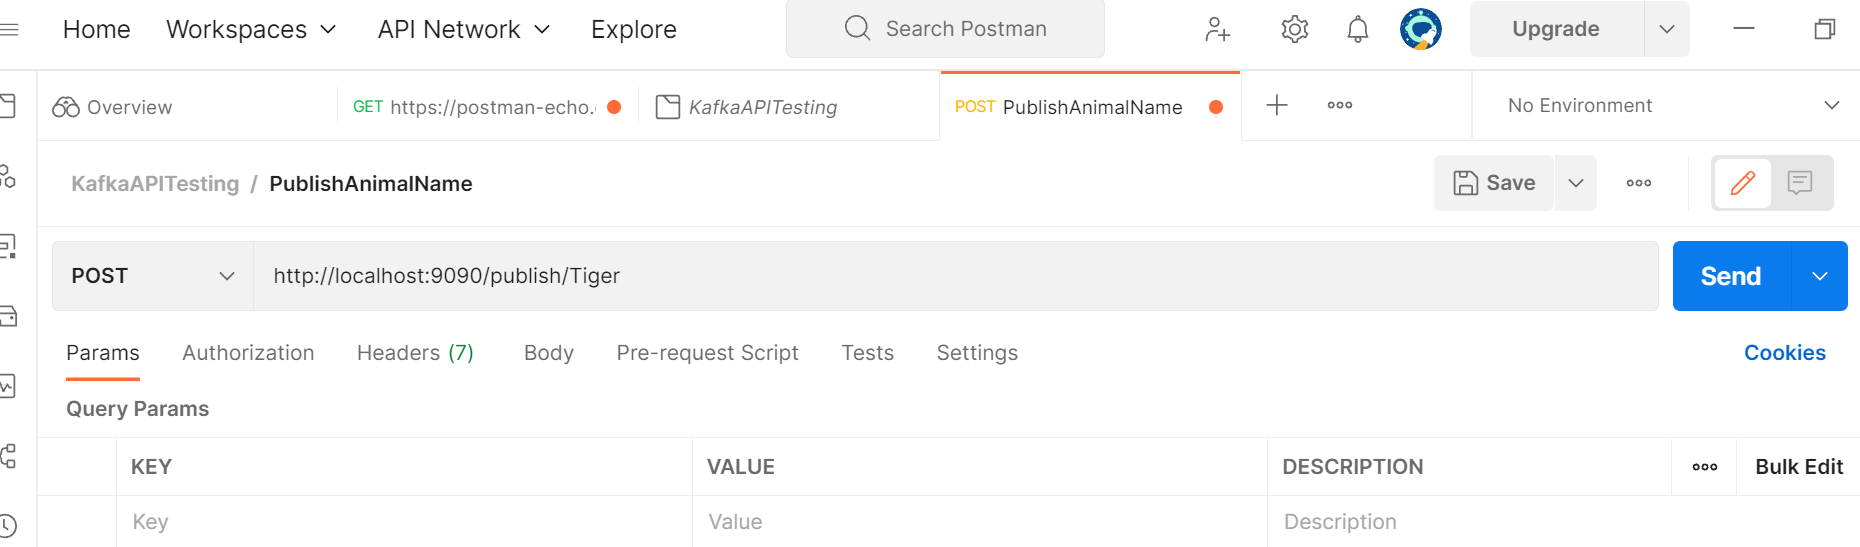 Home Workspaces API Network Explore Search Postman Upgrade
Overview GET https://postman-echo. KafkaAPITesting POST PublishAnimalName No Environment
KafkaAPITesting / PublishAnimalName Save
POST http://localhost:9090/publish/Tiger Send
Params Authorization Headers (7) Body Pre-request Script Tests Settings Cookies
Query Params
KEY VALUE DESCRIPTION Bulk Edit
Key Value Description